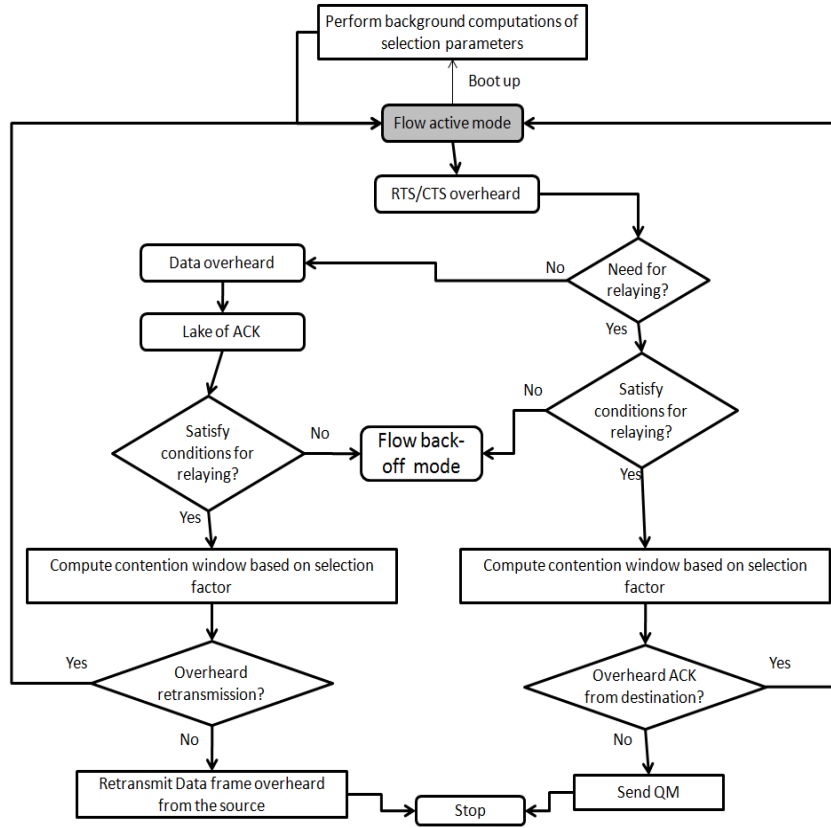 Perform background computations of
selection parameters
Boot up
Flow active mode
RTS/CTS overheard
Data overheard
No
Need for
relaying?
Lake of ACK
Yes
No
Satisfy
conditions for
relaying?
Satisfy
conditions for
relaying?
No
Flow back-
off mode
Yes
Yes
Compute contention window based on selection
factor
Compute contention window based on selection
factor
Yes
Overheard
retransmission?
Overheard ACK
from destination?
Yes
No
No
Retransmit Data frame overheard
from the source
Stop
Send QM